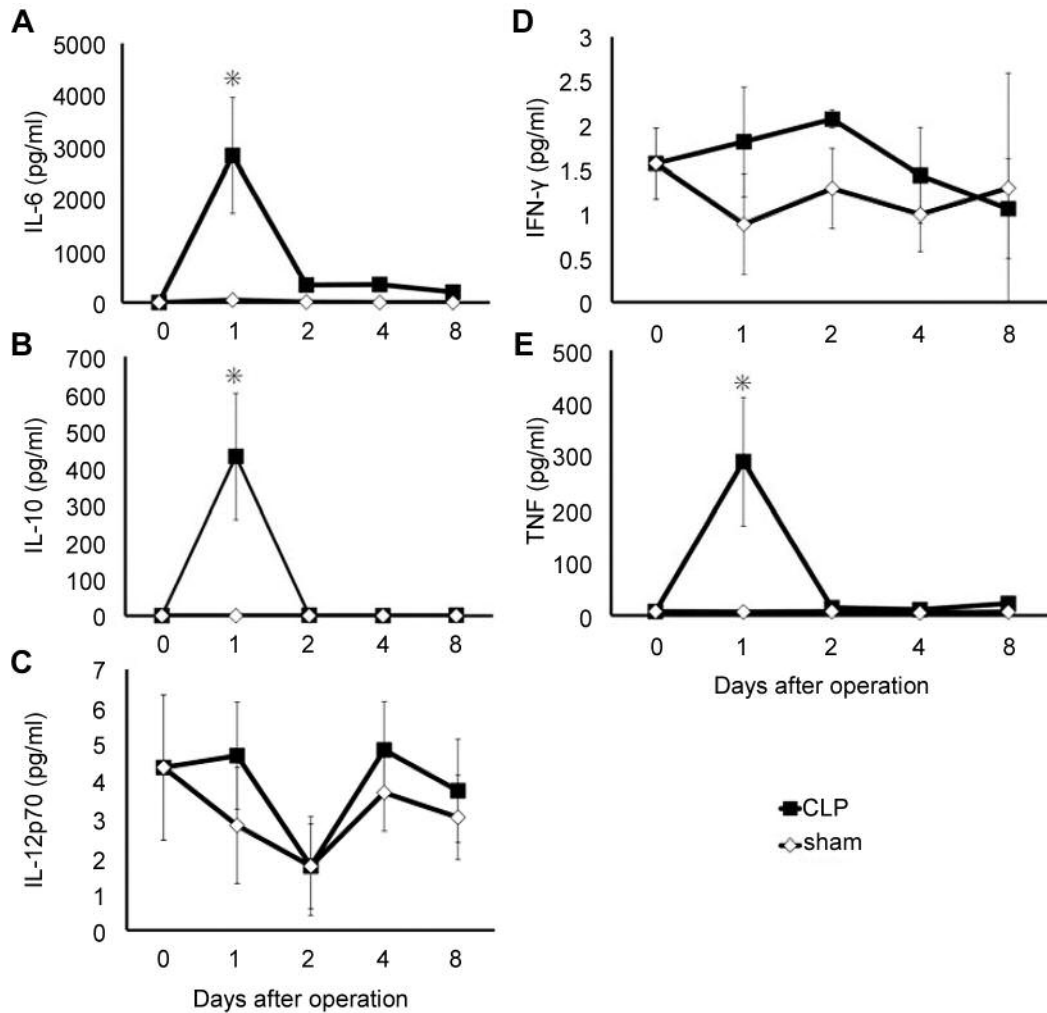 A
IL-6 (pg/ml)
5000
4000
3000
2000
1000
0
*
0 1 2 4 8
B
IL-10 (pg/ml)
700
600
500
400
300
200
100
0
*
0 1 2 4 8
C
IL-12p70 (pg/ml)
7
6
5
4
3
2
1
0
0 1 2 4 8
Days after operation
D
IFN-γ (pg/ml)
3
2.5
2
1.5
1
0.5
0
0 1 2 4 8
E
TNF (pg/ml)
500
400
300
200
100
0
*
0 1 2 4 8
Days after operation
CLP
sham